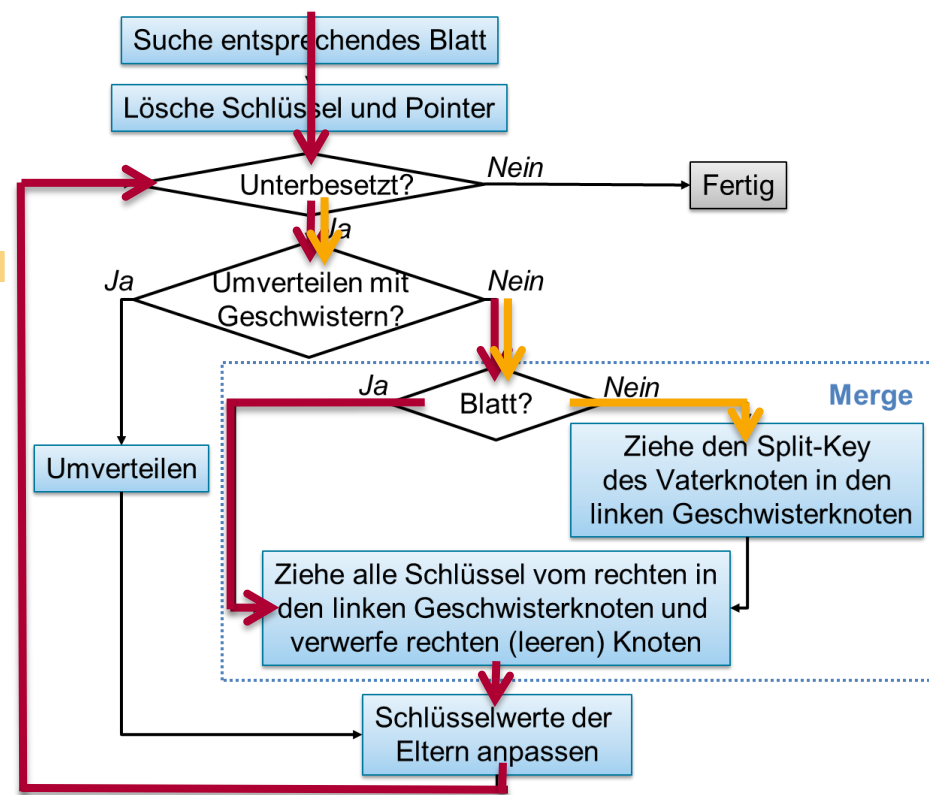 Suche entsprechendes Blatt
Lösche Schlüssel und Pointer
Unterbesetzt?
Nein
Fertig
Ja
Ja
Umverteilen mit
Geschwistern?
Nein
Ja
Blatt?
Nein
Merge
Umverteilen
Ziehe den Split-Key
des Vaterknoten in den
linken Geschwisterknoten
Ziehe alle Schlüssel vom rechten in
den linken Geschwisterknoten und
verwerfe rechten (leeren) Knoten
Schlüsselwerte der
Eltern anpassen